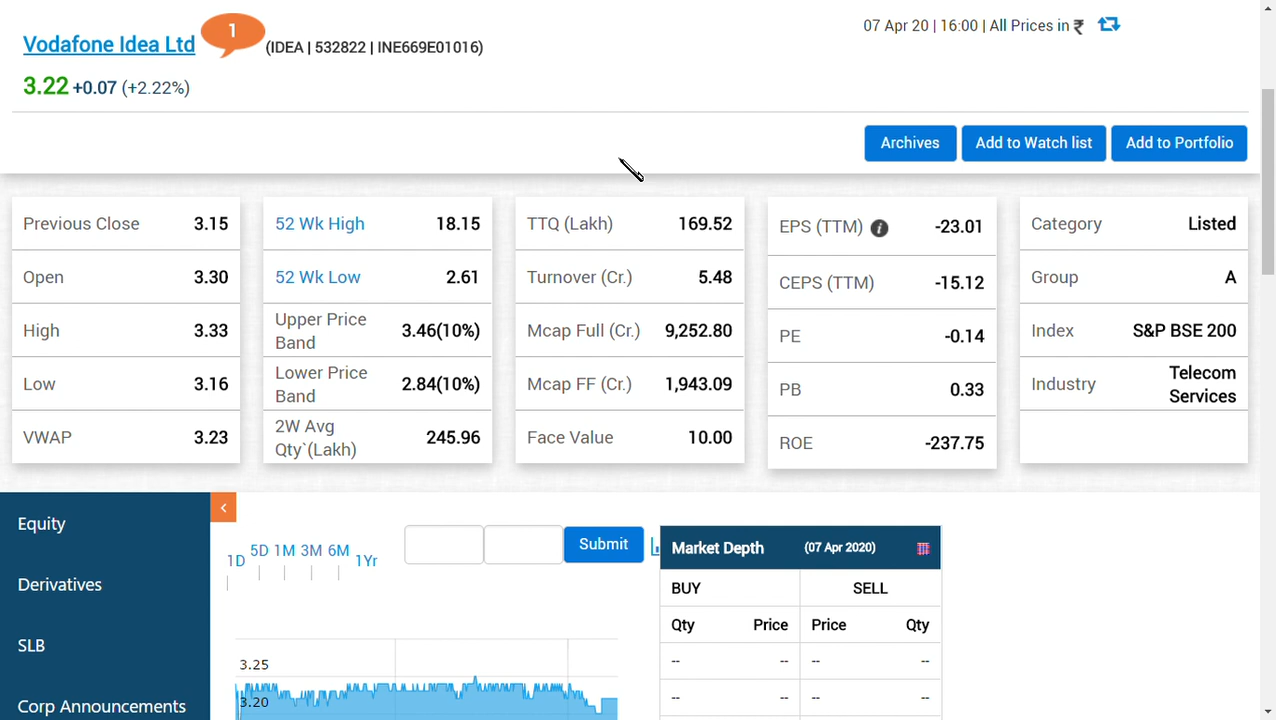 Vodafone Idea Ltd
1
(IDEA | 532822 | INE669E01016)
07 Apr 20 | 16:00 | All Prices in ₹
3.22 +0.07 (+2.22%)
Archives
Add to Watch list
Add to Portfolio
Previous Close 3.15
Open 3.30
High 3.33
Low 3.16
VWAP 3.23
52 Wk High 18.15
52 Wk Low 2.61
Upper Price
Band 3.46(10%)
Lower Price
Band 2.84(10%)
2W Avg
Qty`(Lakh) 245.96
TTQ (Lakh) 169.52
Turnover (Cr.) 5.48
Mcap Full (Cr.) 9,252.80
Mcap FF (Cr.) 1,943.09
Face Value 10.00
EPS (TTM) i -23.01
CEPS (TTM) -15.12
PE -0.14
PB 0.33
ROE -237.75
Category Listed
Group A
Index S&P BSE 200
Industry Telecom
Services
Equity
Derivatives
SLB
Corp Announcements
<
1D 5D 1M 3M 6M 1Yr
Submit
3.25
3.20
Market Depth (07 Apr 2020)
BUY SELL
Qty Price Price Qty
-- -- -- --
-- -- -- --